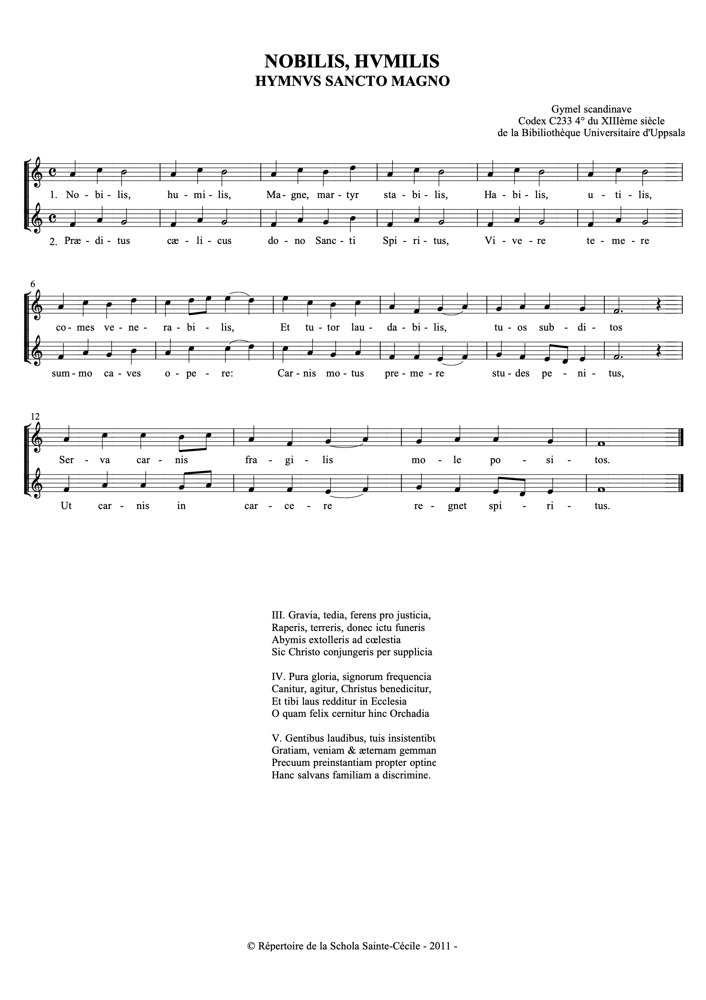 NOBILIS, HVMILIS
HYMNVS SANCTO MAGNO
Gymel scandinave
Codex C233 4° du XIIIème siècle
de la Bibiliothèque Universitaire d'Uppsala
1. No - bi - lis, hu - mi - lis, Ma - gne, mar - tyr sta - bi - lis, Ha - bi - lis, u - ti - lis,
2. Præ - di - tus cæ - li - cus do - no Sanc - ti Spi - ri - tus, Vi - ve - re te - me - re
6
co - mes ve - ne - ra - bi - lis, Et tu - tor lau - da - bi - lis, tu - os sub - di - tos
sum - mo ca - ves o - pe - re: Car - nis mo - tus pre - me - re stu - des pe - ni - tus,
12
Ser - va car - nis fra - gi - lis mo - le po - si - tos.
Ut car - nis in car - ce - re re - gnet spi - ri - tus.
III. Gravia, tedia, ferens pro justicia,
Raperis, terreris, donec ictu funeris
Abymis extolleris ad cœlestia
Sic Christo conjungeris per supplicia
IV. Pura gloria, signorum frequencia
Canitur, agitur, Christus benedicitur,
Et tibi laus redditur in Ecclesia
O quam felix cernitur hinc Orchadia
V. Gentibus laudibus, tuis insistentibu
Gratiam, veniam & æternam gemman
Precuum preinstantiam propter optine
Hanc salvans familiam a discrimine.
© Répertoire de la Schola Sainte-Cécile - 2011 -